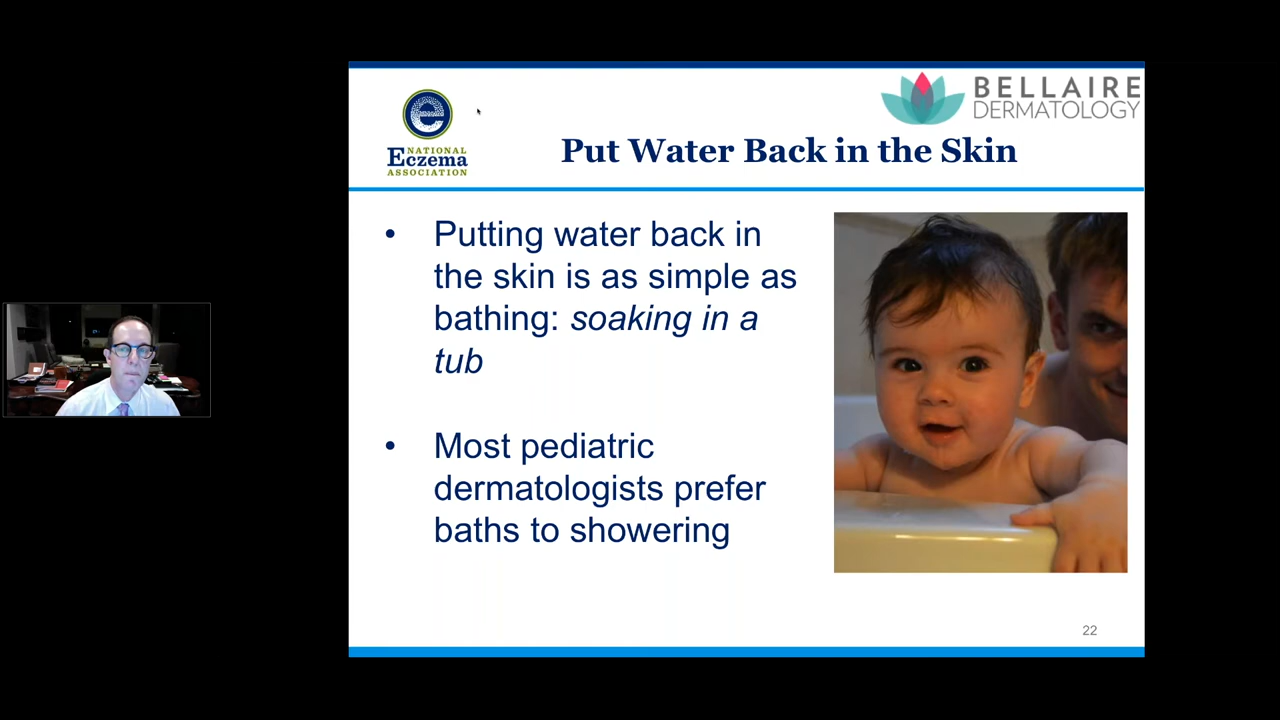 NATIONAL
Eczema
ASSOCIATION
BELLAIRE
DERMATOLOGY
Put Water Back in the Skin
• Putting water back in
the skin is as simple as
bathing: soaking in a
tub
• Most pediatric
dermatologists prefer
baths to showering
22